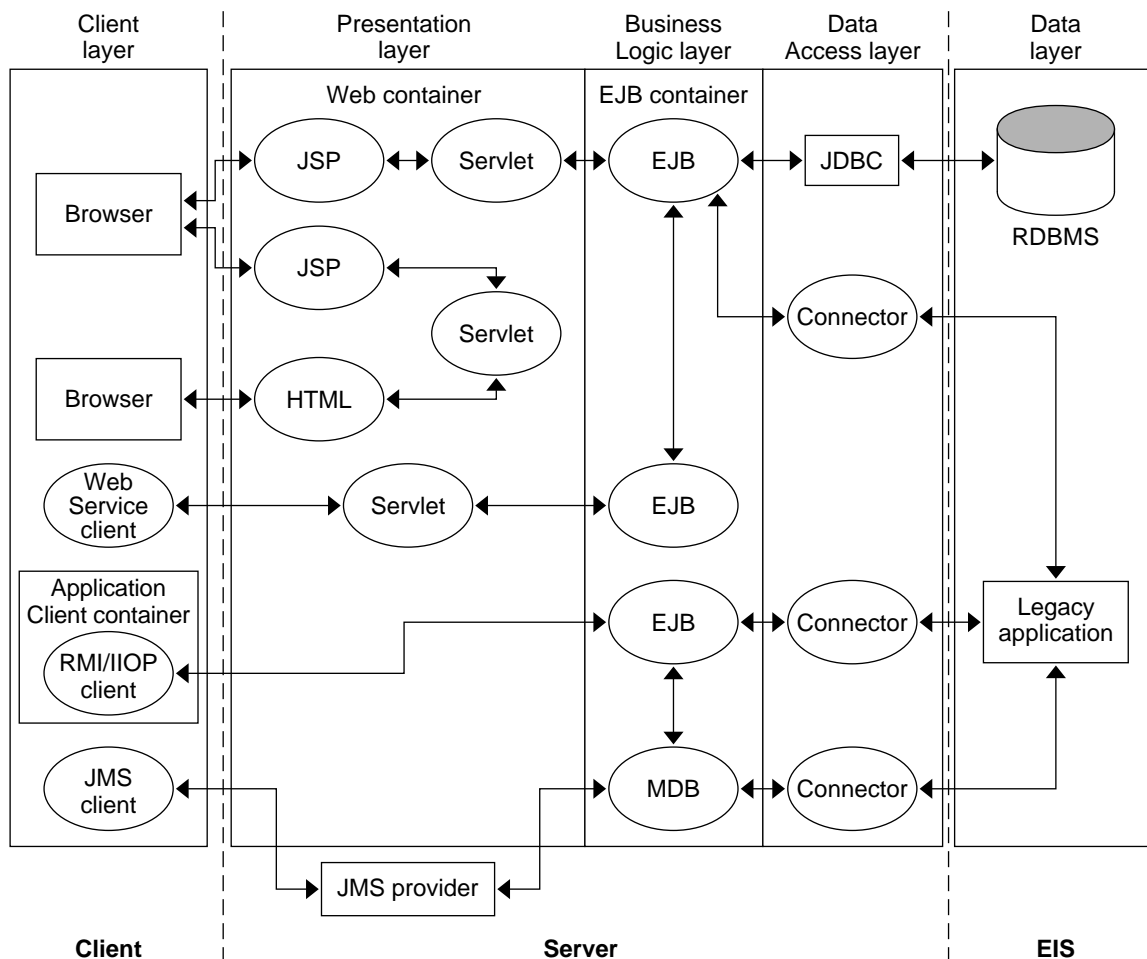 Client
layer
Presentation
layer
Business
Logic layer
Data
Access layer
Data
layer
Web container
EJB container
JSP
Servlet
EJB
JDBC
Browser
RDBMS
JSP
Servlet
Connector
Browser
HTML
Web
Service
client
Servlet
EJB
Application
Client container
RMI/IIOP
client
EJB
Connector
Legacy
application
JMS
client
MDB
Connector
JMS provider
Client
Server
EIS